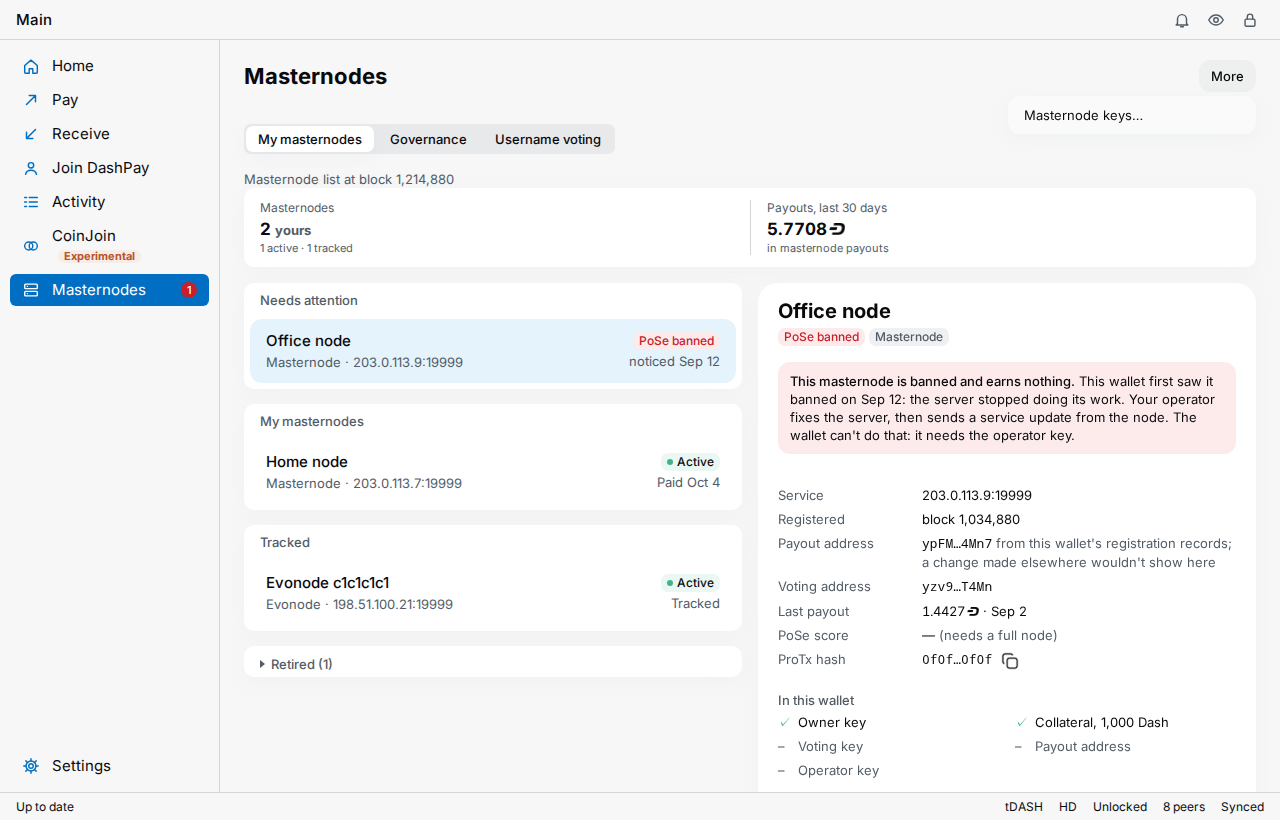 Main
Home
Pay
Receive
Join DashPay
Activity
CoinJoin
Experimental
Masternodes
1
Settings
Masternodes
More
Masternode keys…
My masternodes
Governance
Username voting
Masternode list at block 1,214,880
Masternodes
2 yours
1 active · 1 tracked
Payouts, last 30 days
5.7708
in masternode payouts
Needs attention
Office node
PoSe banned
Masternode · 203.0.113.9:19999
noticed Sep 12
My masternodes
Home node
Active
Masternode · 203.0.113.7:19999
Paid Oct 4
Tracked
Evonode c1c1c1c1
Active
Evonode · 198.51.100.21:19999
Tracked
Retired (1)
Office node
PoSe banned
Masternode
This masternode is banned and earns nothing. This wallet first saw it
banned on Sep 12: the server stopped doing its work. Your operator
fixes the server, then sends a service update from the node. The
wallet can't do that: it needs the operator key.
Service
203.0.113.9:19999
Registered
block 1,034,880
Payout address
ypFM…4Mn7 from this wallet's registration records;
a change made elsewhere wouldn't show here
Voting address
yzv9…T4Mn
Last payout
1.4427 · Sep 2
PoSe score
— (needs a full node)
ProTx hash
0f0f…0f0f
In this wallet
✓ Owner key
✓ Collateral, 1,000 Dash
– Voting key
– Payout address
– Operator key
Up to date
tDASH
HD
Unlocked
8 peers
Synced